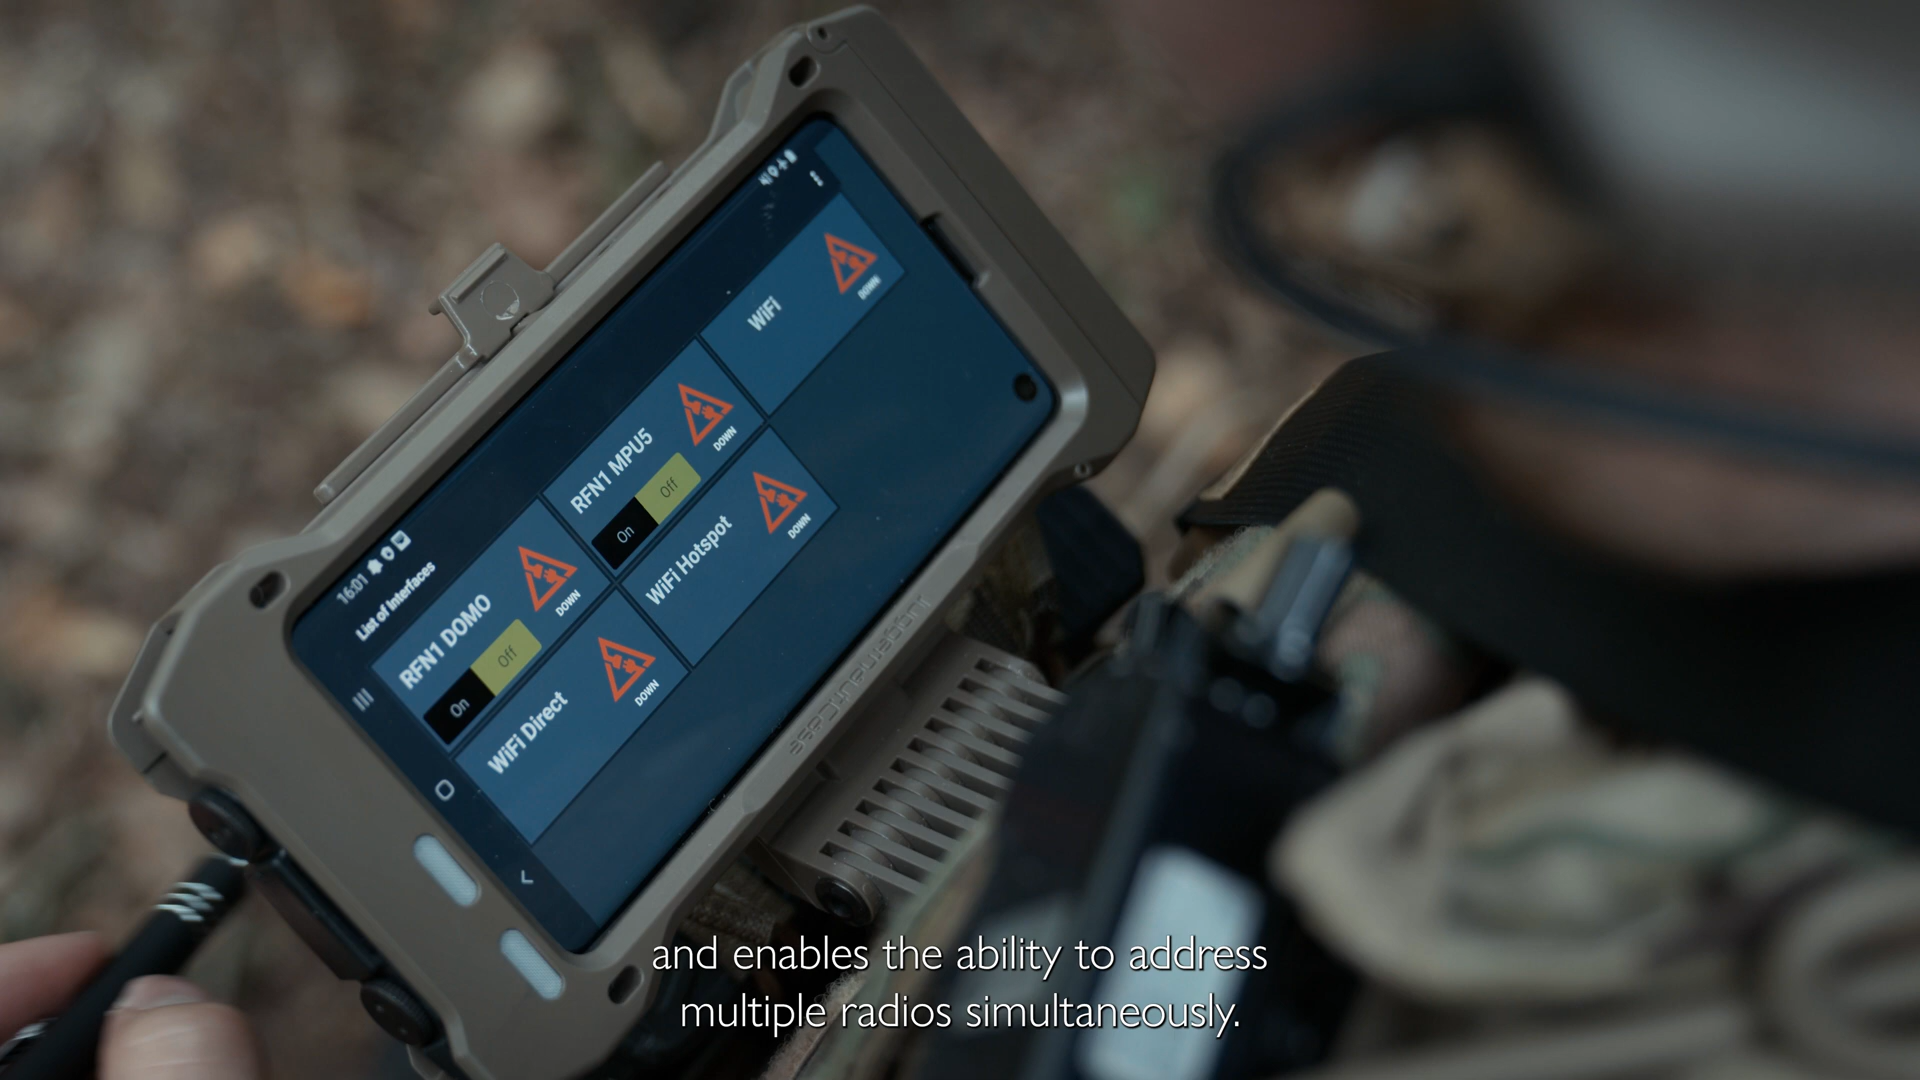 16:01
List of Interfaces
RFN1 DOMO
DOWN
On
Off
RFN1 MPU5
DOWN
On
Off
WiFi
DOWN
WiFi Direct
DOWN
WiFi Hotspot
DOWN
and enables the ability to address
multiple radios simultaneously.